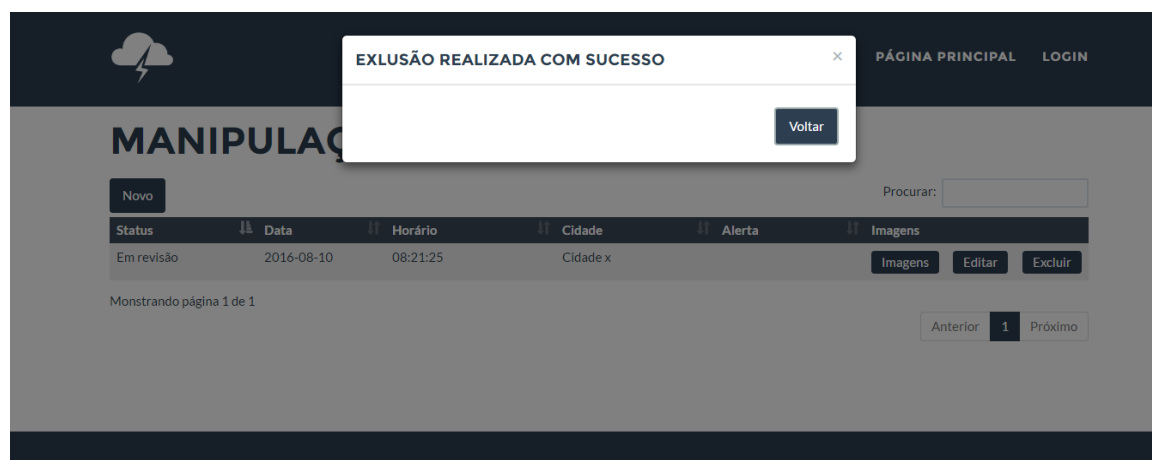 EXLUSÃO REALIZADA COM SUCESSO ×
PÁGINA PRINCIPAL LOGIN
Voltar
MANIPULAÇ
Novo
Procurar:
Status Data Horário Cidade Alerta Imagens
Em revisão 2016-08-10 08:21:25 Cidade x Imagens Editar Excluir
Monstrando página 1 de 1
Anterior 1 Próximo